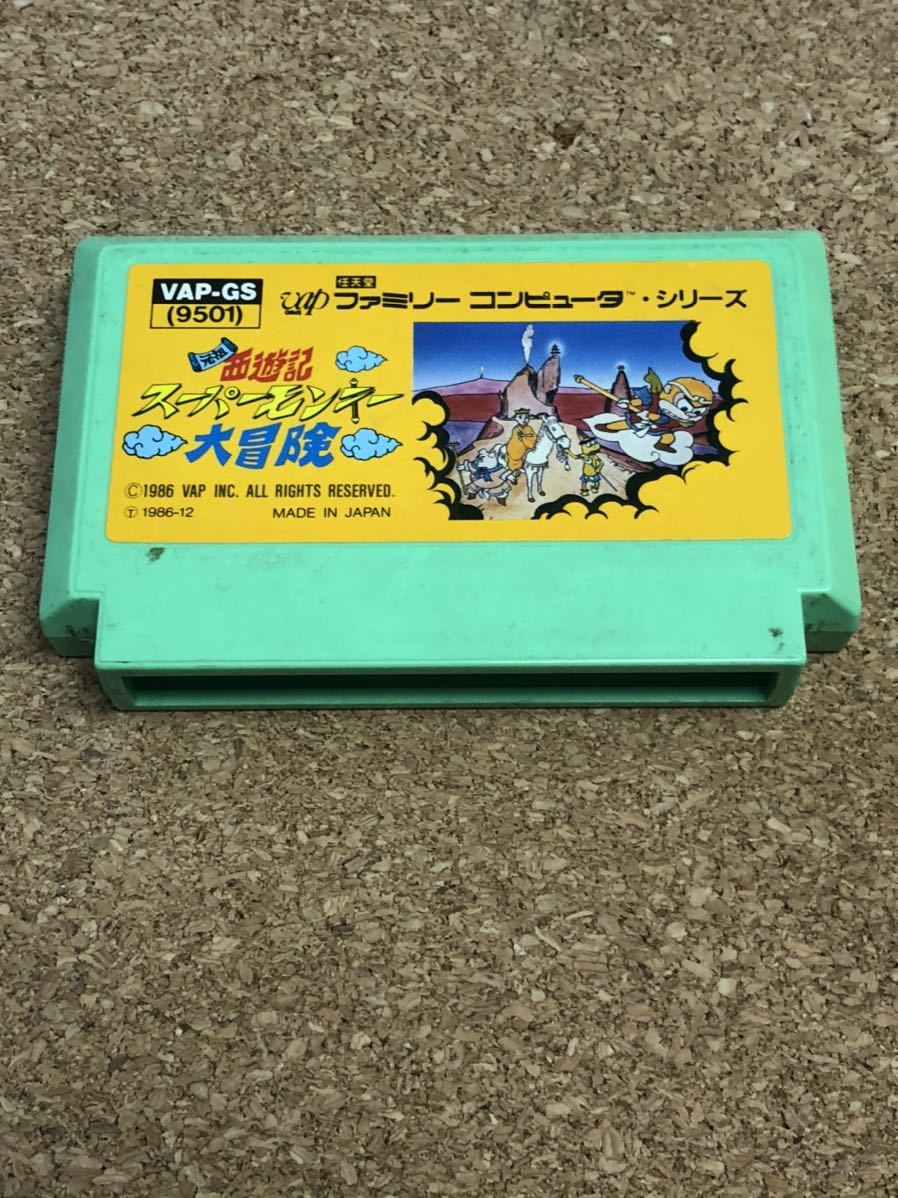 VAP-GS
(9501)
vap 任天堂 ファミリー コンピュータ™・シリーズ
元祖 西遊記
スーパーモンキー
大冒険
©1986 VAP INC. ALL RIGHTS RESERVED.
Ⓣ 1986-12 MADE IN JAPAN